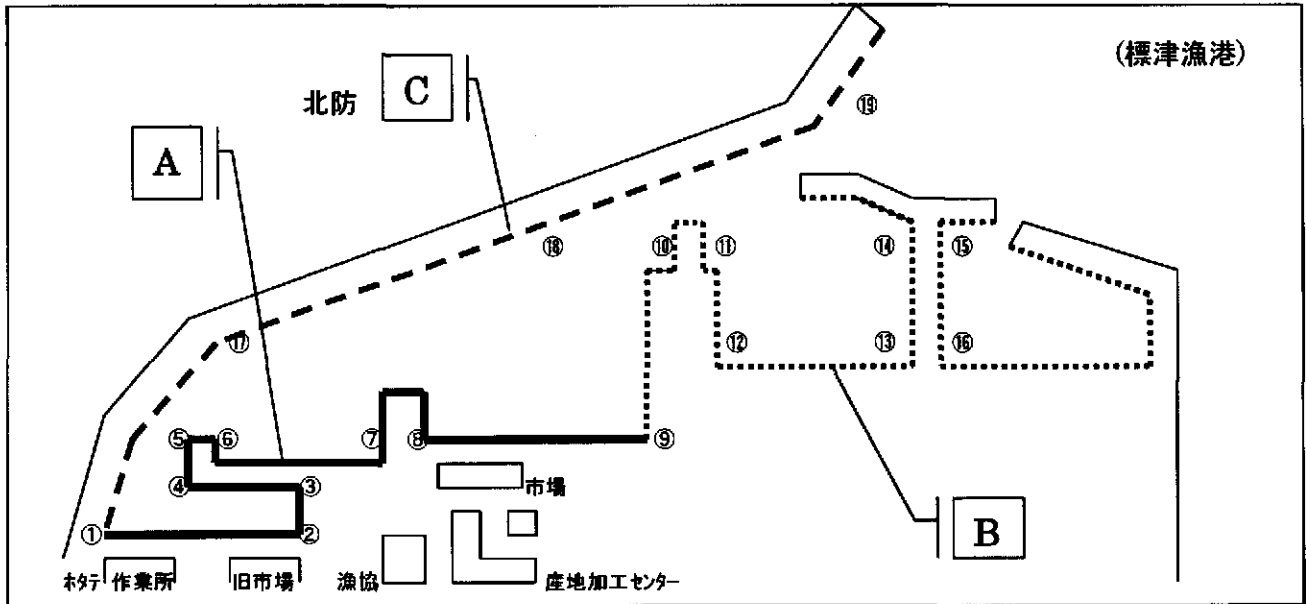 (標津漁港)
北防
C
A
⑲
⑱
⑩
⑪
⑭
⑮
⑰
⑫
⑬
⑯
⑤
⑥
⑦
⑧
⑨
④
③
市場
①
②
B
ホタテ 作業所
旧市場
漁協
産地加工センター